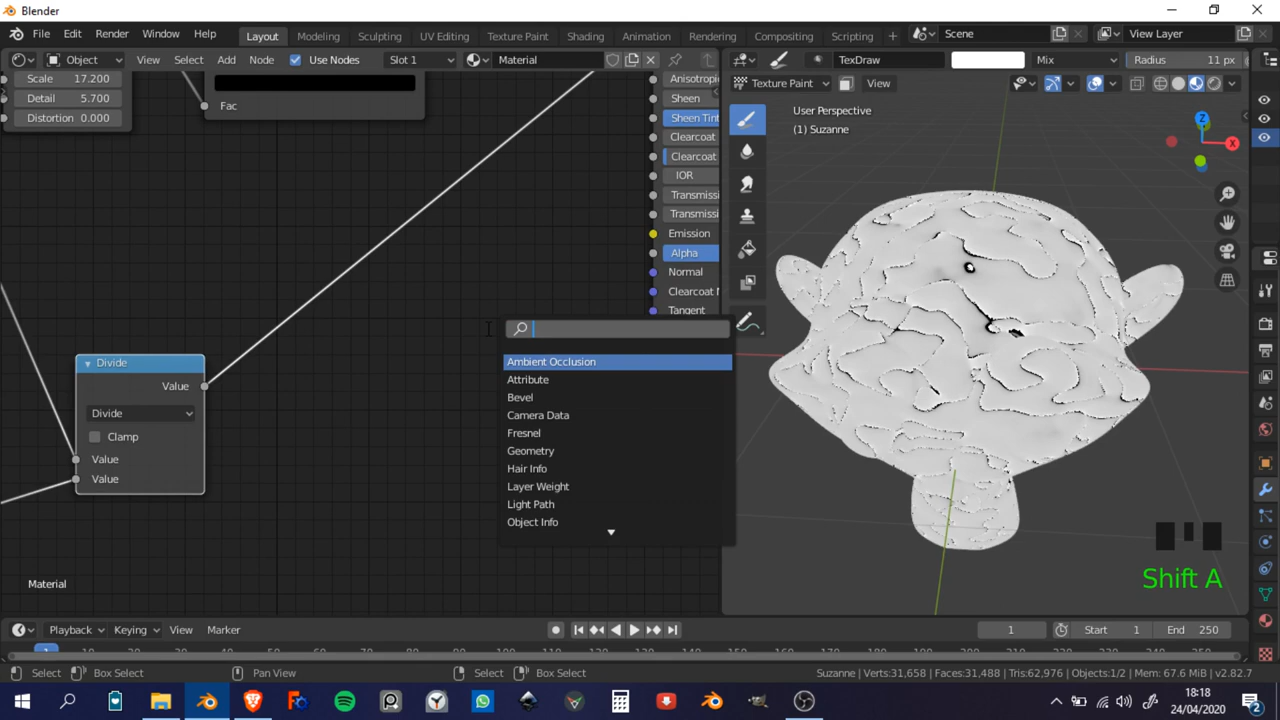 Blender
File Edit Render Window Help Layout Modeling Sculpting UV Editing Texture Paint Shading Animation Rendering Compositing Scripting Scene View Layer
Object View Select Add Node Use Nodes Slot 1 Material TexDraw Mix Radius 11 px
Texture Paint View
Scale 17.200
Detail 5.700
Distortion 0.000
Fac
Anisotropi
Sheen
Sheen Tint
Clearcoat
Clearcoat
IOR
Transmissi
Transmissi
Emission
Alpha
Normal
Clearcoat N
Tangent
User Perspective
(1) Suzanne
Z
X
Divide
Value
Divide
Clamp
Value
Value
Ambient Occlusion
Attribute
Bevel
Camera Data
Fresnel
Geometry
Hair Info
Layer Weight
Light Path
Object Info
Shift A
Material
Playback Keying View Marker 1 Start 1 End 250
Select Box Select Pan View Select Box Select Suzanne | Verts:31,658 | Faces:31,488 | Tris:62,976 | Objects:1/2 | Mem: 67.6 MiB | v2.82.7
18:18
24/04/2020
2